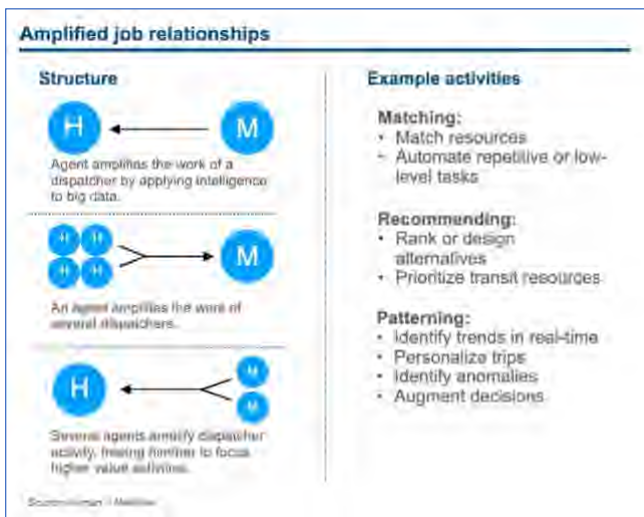 Amplified job relationships
Structure
H
M
Agent amplifies the work of a
dispatcher by applying intelligence
to big data.
H H
H H
M
An agent amplifies the work of
several dispatchers.
H
M
M
Several agents amplify dispatcher
activity, freeing him/her to focus
higher value activities.
Example activities
Matching:
• Match resources
- Automate repetitive or low-
level tasks
Recommending:
• Rank or design
alternatives
• Prioritize transit resources
Patterning:
• Identify trends in real-time
• Personalize trips
• Identify anomalies
• Augment decisions